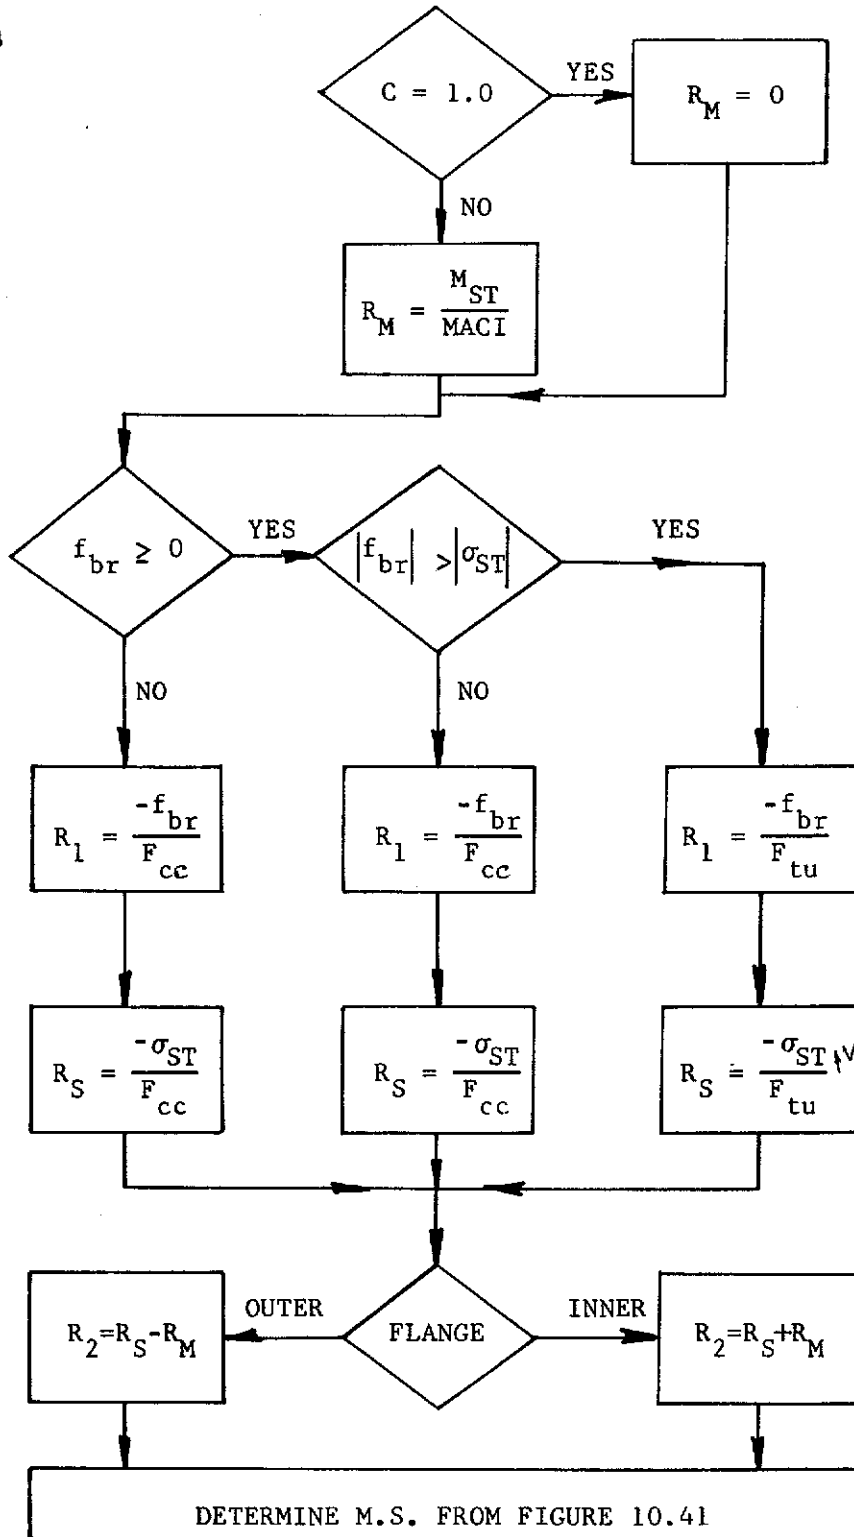 C = 1.0
YES
R_M = 0
NO
R_M = M_ST / MACI
f_br ≥ 0
YES
|f_br| > |σ_ST|
YES
NO
NO
R_1 = -f_br / F_cc
R_1 = -f_br / F_cc
R_1 = -f_br / F_tu
R_S = -σ_ST / F_cc
R_S = -σ_ST / F_cc
R_S = -σ_ST / F_tu
R_2=R_S-R_M
OUTER
FLANGE
INNER
R_2=R_S+R_M
DETERMINE M.S. FROM FIGURE 10.41